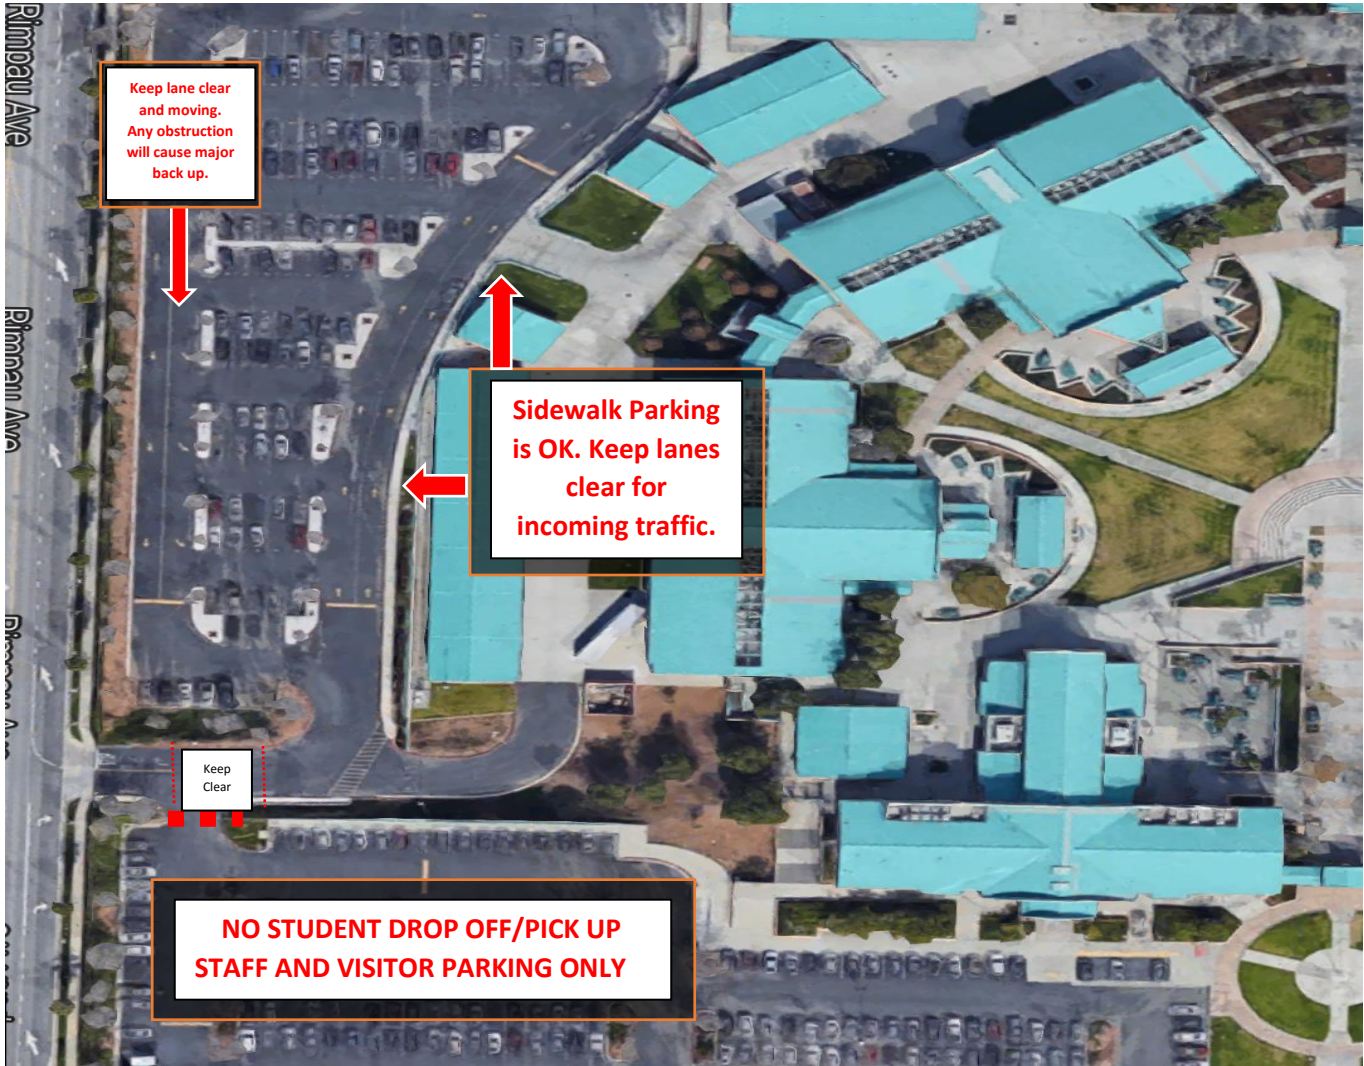 Rimpau Ave
Keep lane clear
and moving.
Any obstruction
will cause major
back up.
Rimpau Ave
Sidewalk Parking
is OK. Keep lanes
clear for
incoming traffic.
Keep
Clear
NO STUDENT DROP OFF/PICK UP
STAFF AND VISITOR PARKING ONLY